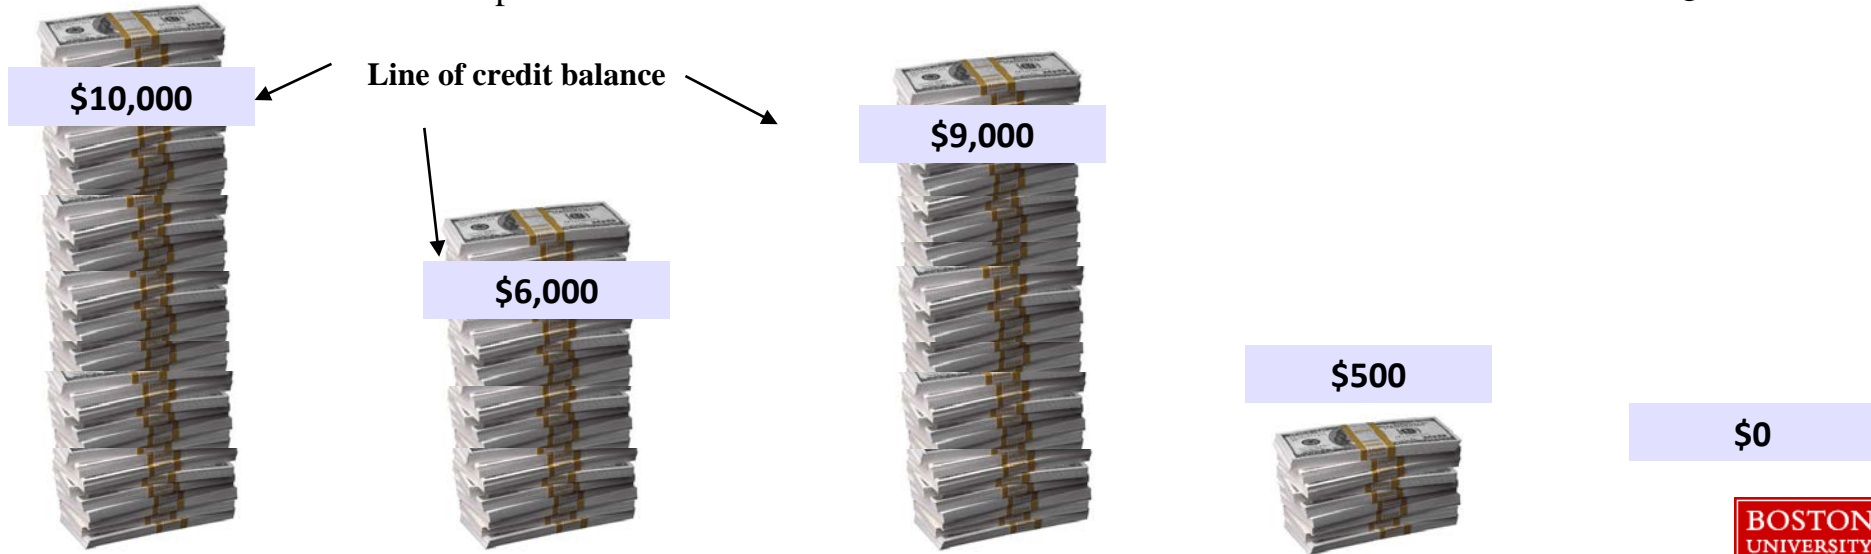 $10,000
Line of credit balance
$9,000
$6,000
$500
$0
BOSTON
UNIVERSITY